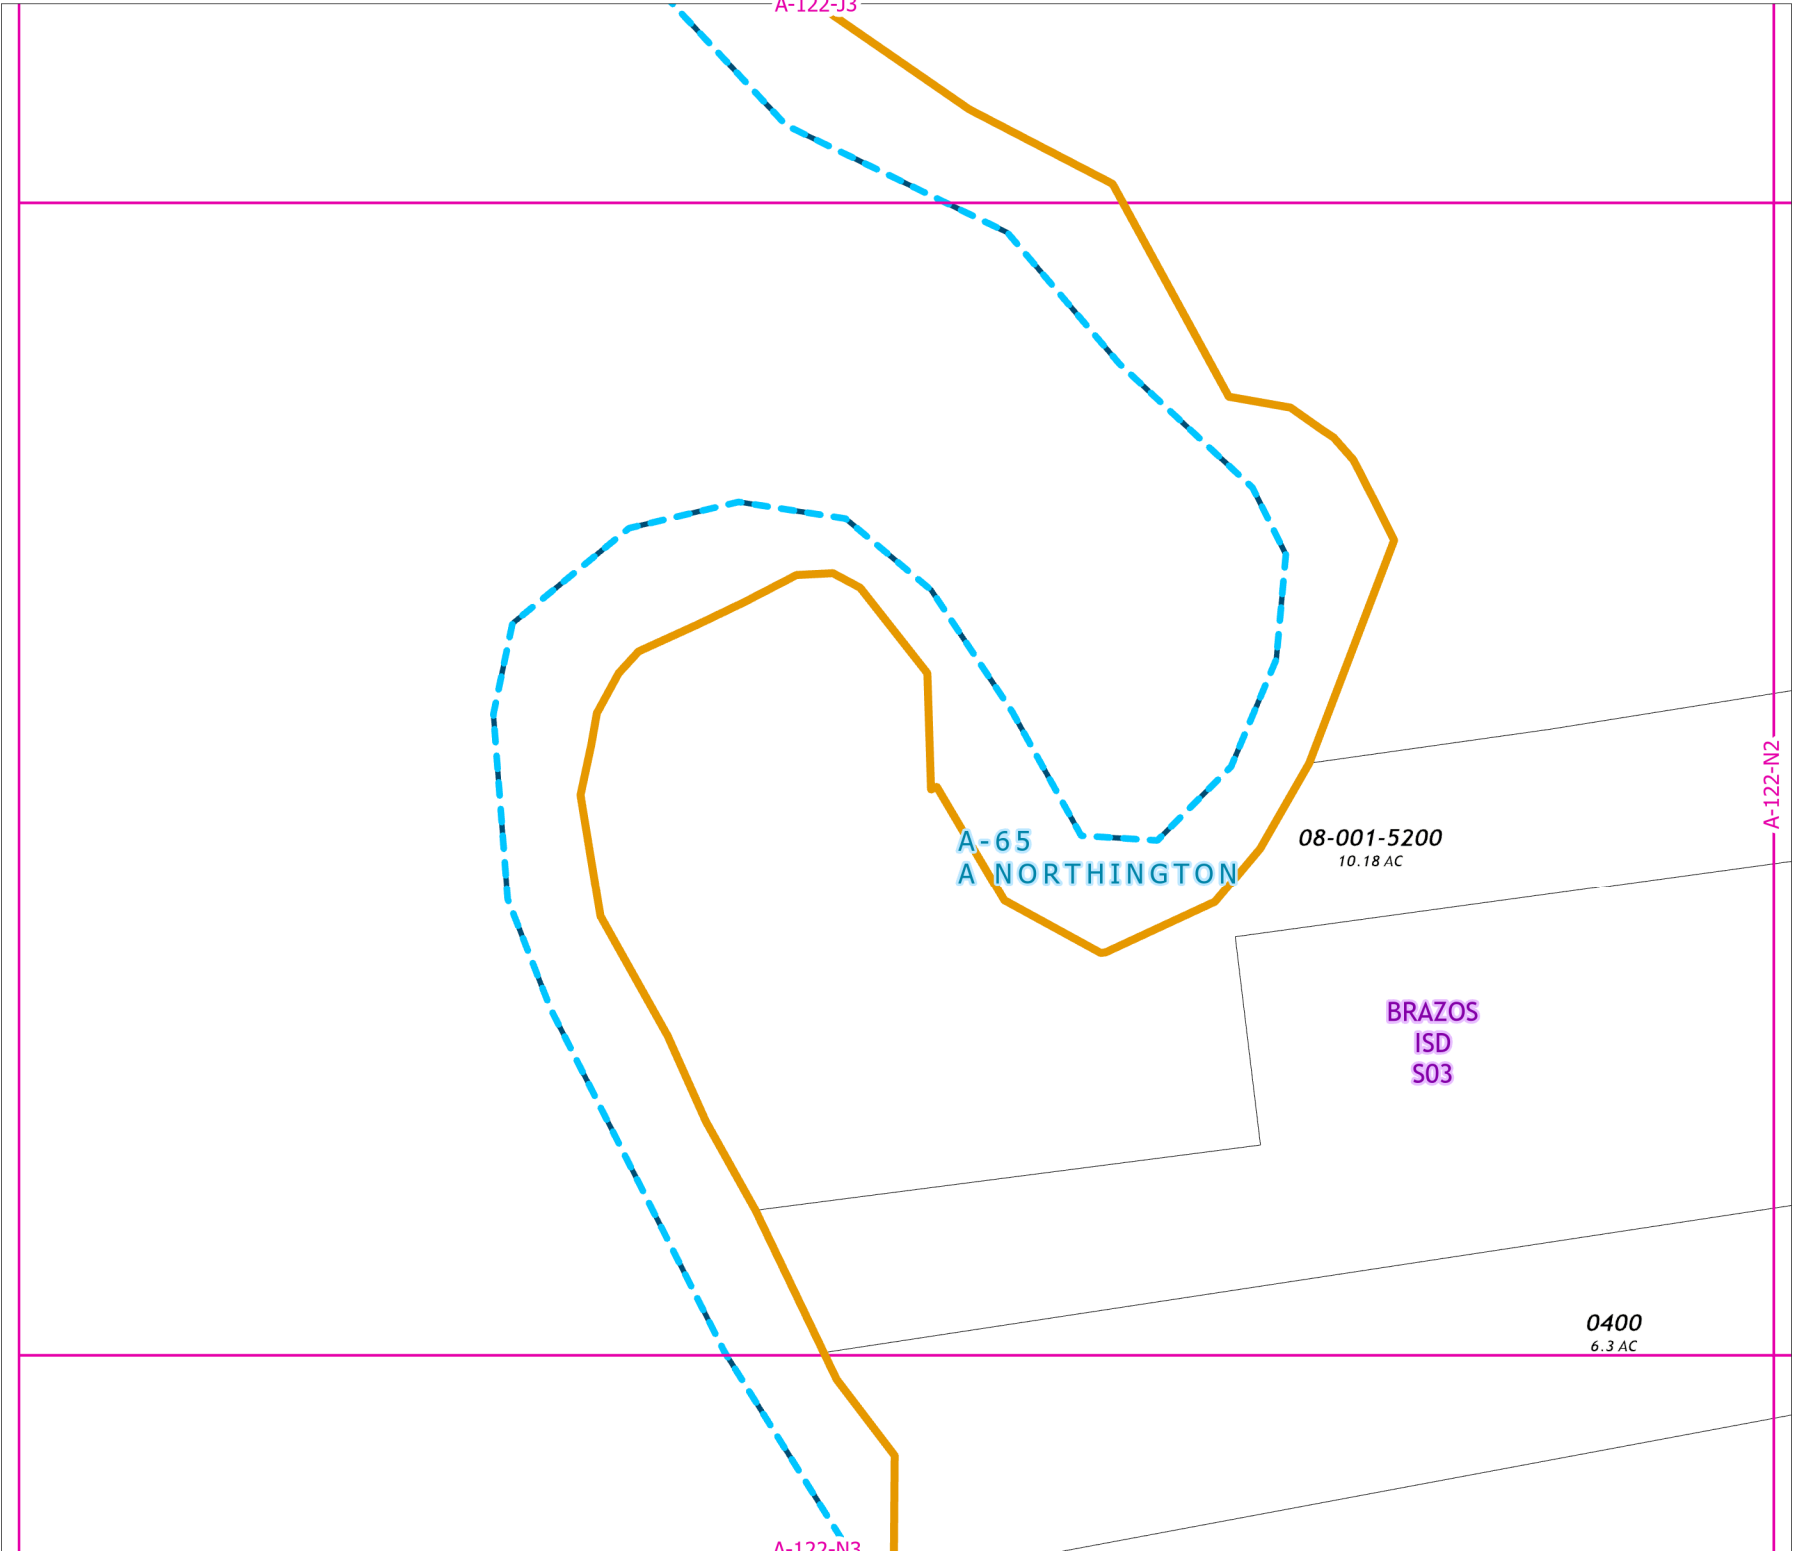 A-122-J3
A-122-N2
A-65
A NORTHINGTON
08-001-5200
10.18 AC
BRAZOS
ISD
S03
0400
6.3 AC
A-122-N3